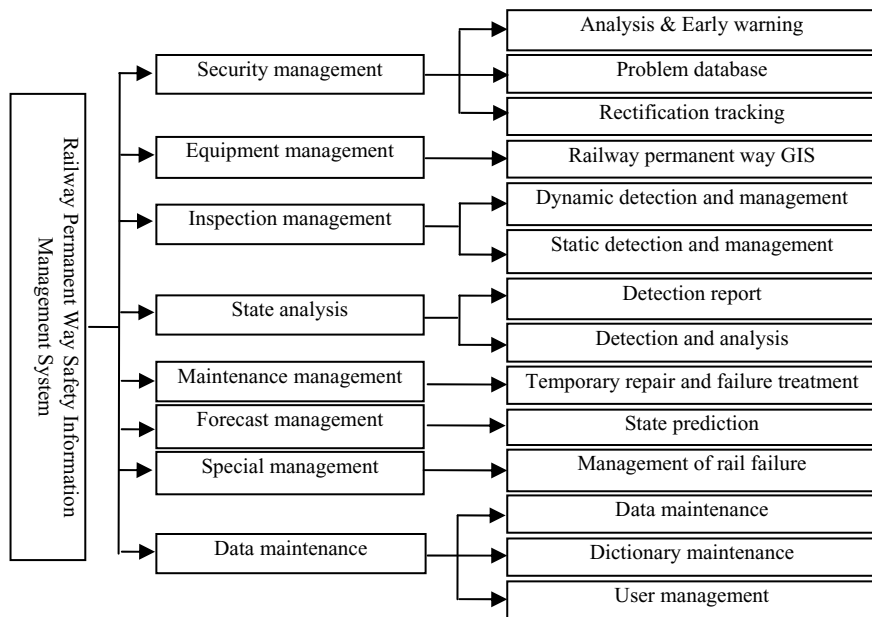 Railway Permanent Way Safety Information
Management System
Security management
Analysis & Early warning
Problem database
Rectification tracking
Equipment management
Railway permanent way GIS
Inspection management
Dynamic detection and management
Static detection and management
State analysis
Detection report
Detection and analysis
Maintenance management
Temporary repair and failure treatment
Forecast management
State prediction
Special management
Management of rail failure
Data maintenance
Data maintenance
Dictionary maintenance
User management